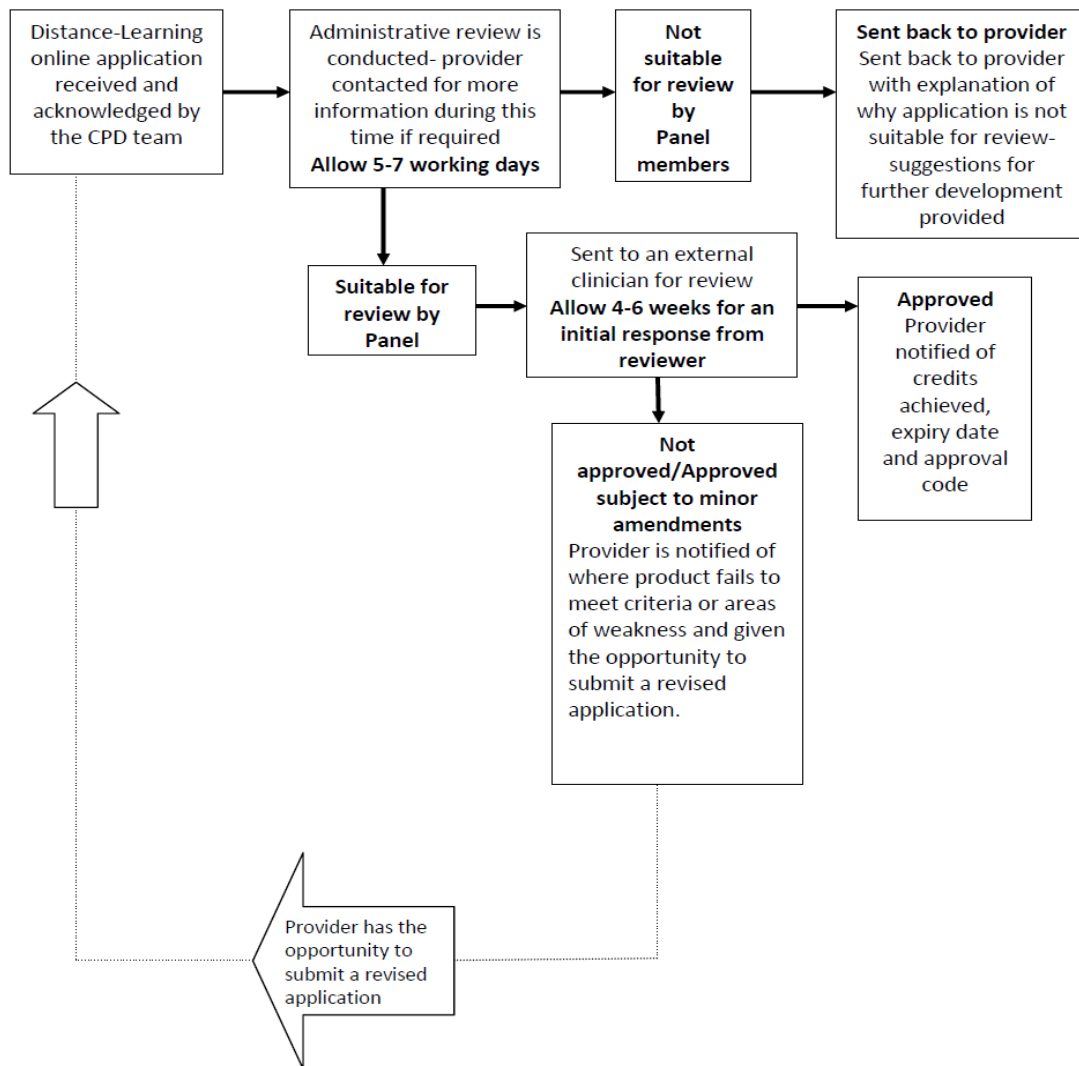 Distance-Learning
online application
received and
acknowledged by
the CPD team
Administrative review is
conducted- provider
contacted for more
information during this
time if required
Allow 5-7 working days
Not
suitable
for review
by
Panel
members
Sent back to provider
Sent back to provider
with explanation of
why application is not
suitable for review-
suggestions for
further development
provided
Suitable for
review by
Panel
Sent to an external
clinician for review
Allow 4-6 weeks for an
initial response from
reviewer
Approved
Provider
notified of
credits
achieved,
expiry date
and approval
code
Not
approved/Approved
subject to minor
amendments
Provider is notified of
where product fails to
meet criteria or areas
of weakness and given
the opportunity to
submit a revised
application.
Provider has the
opportunity to
submit a revised
application